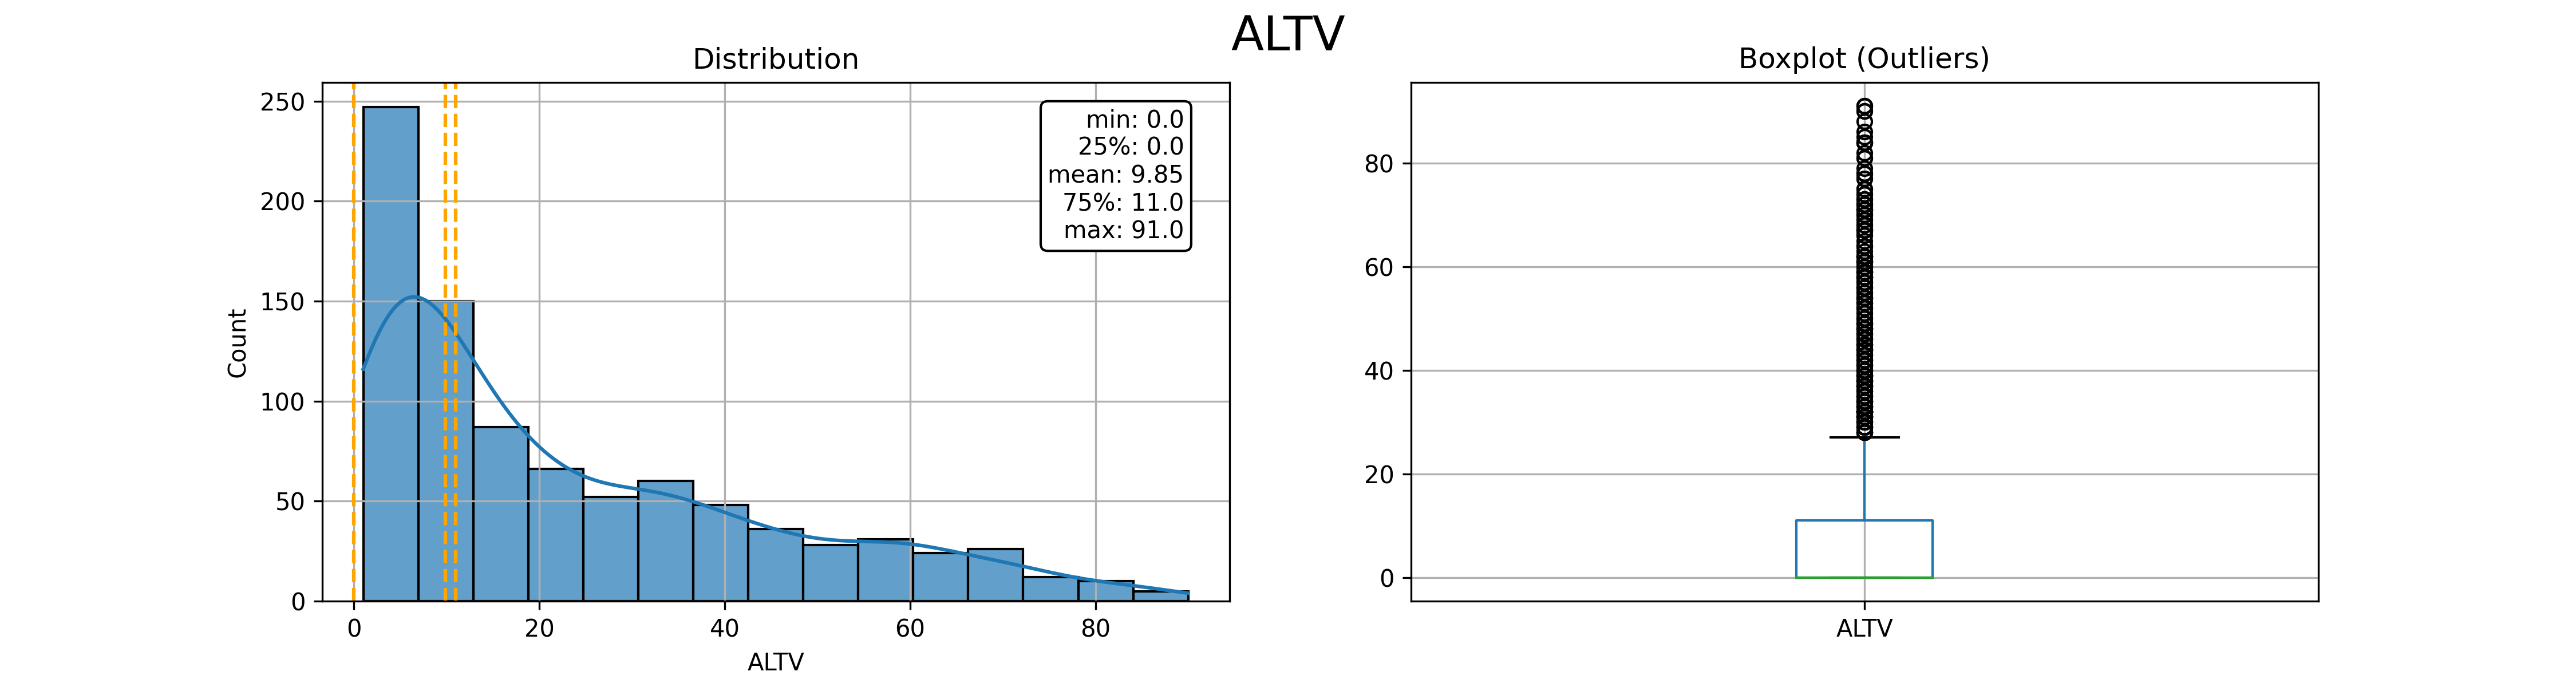 ALTV
Distribution
250
200
150
100
50
0
Count
0 20 40 60 80
ALTV
min: 0.0
25%: 0.0
mean: 9.85
75%: 11.0
max: 91.0
Boxplot (Outliers)
80
60
40
20
0
ALTV